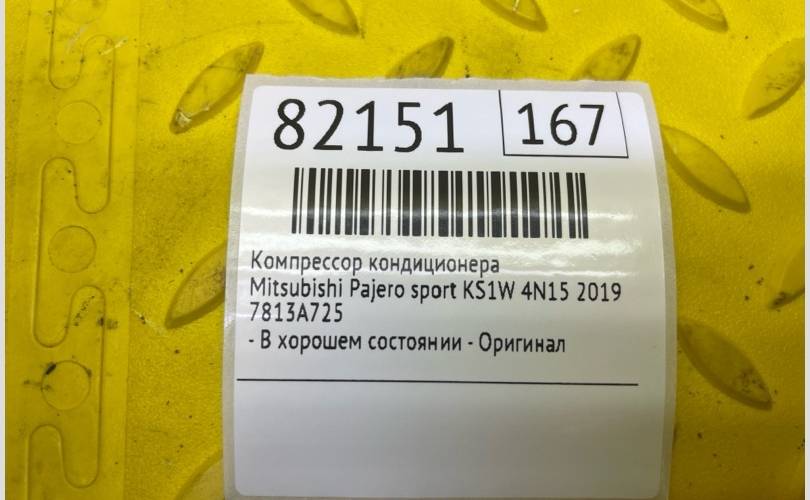 82151
167
Компрессор кондиционера
Mitsubishi Pajero sport KS1W 4N15 2019
7813A725
- В хорошем состоянии - Оригинал